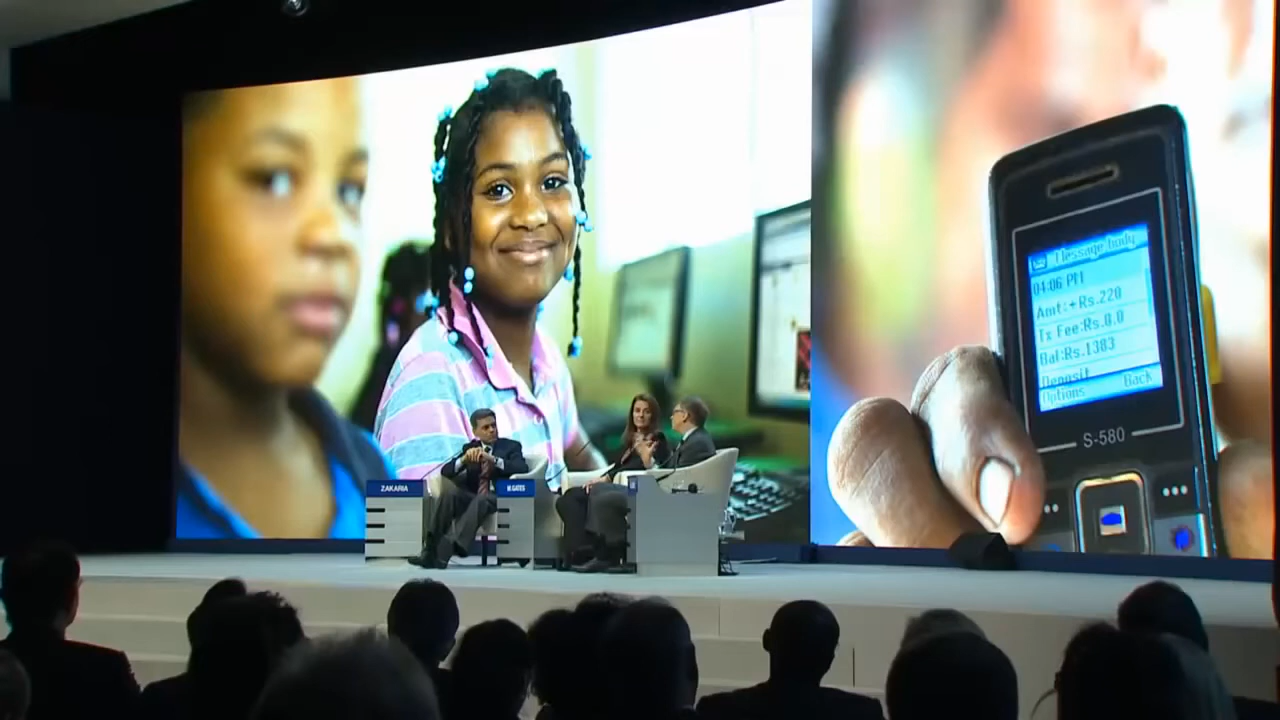 ZAKARIA
M.GATES
Message body
04:06 PM
Amt:+Rs.220
Tx Fee:Rs.0.0
Bal:Rs.1383
Deposit
Options
Back
S-580